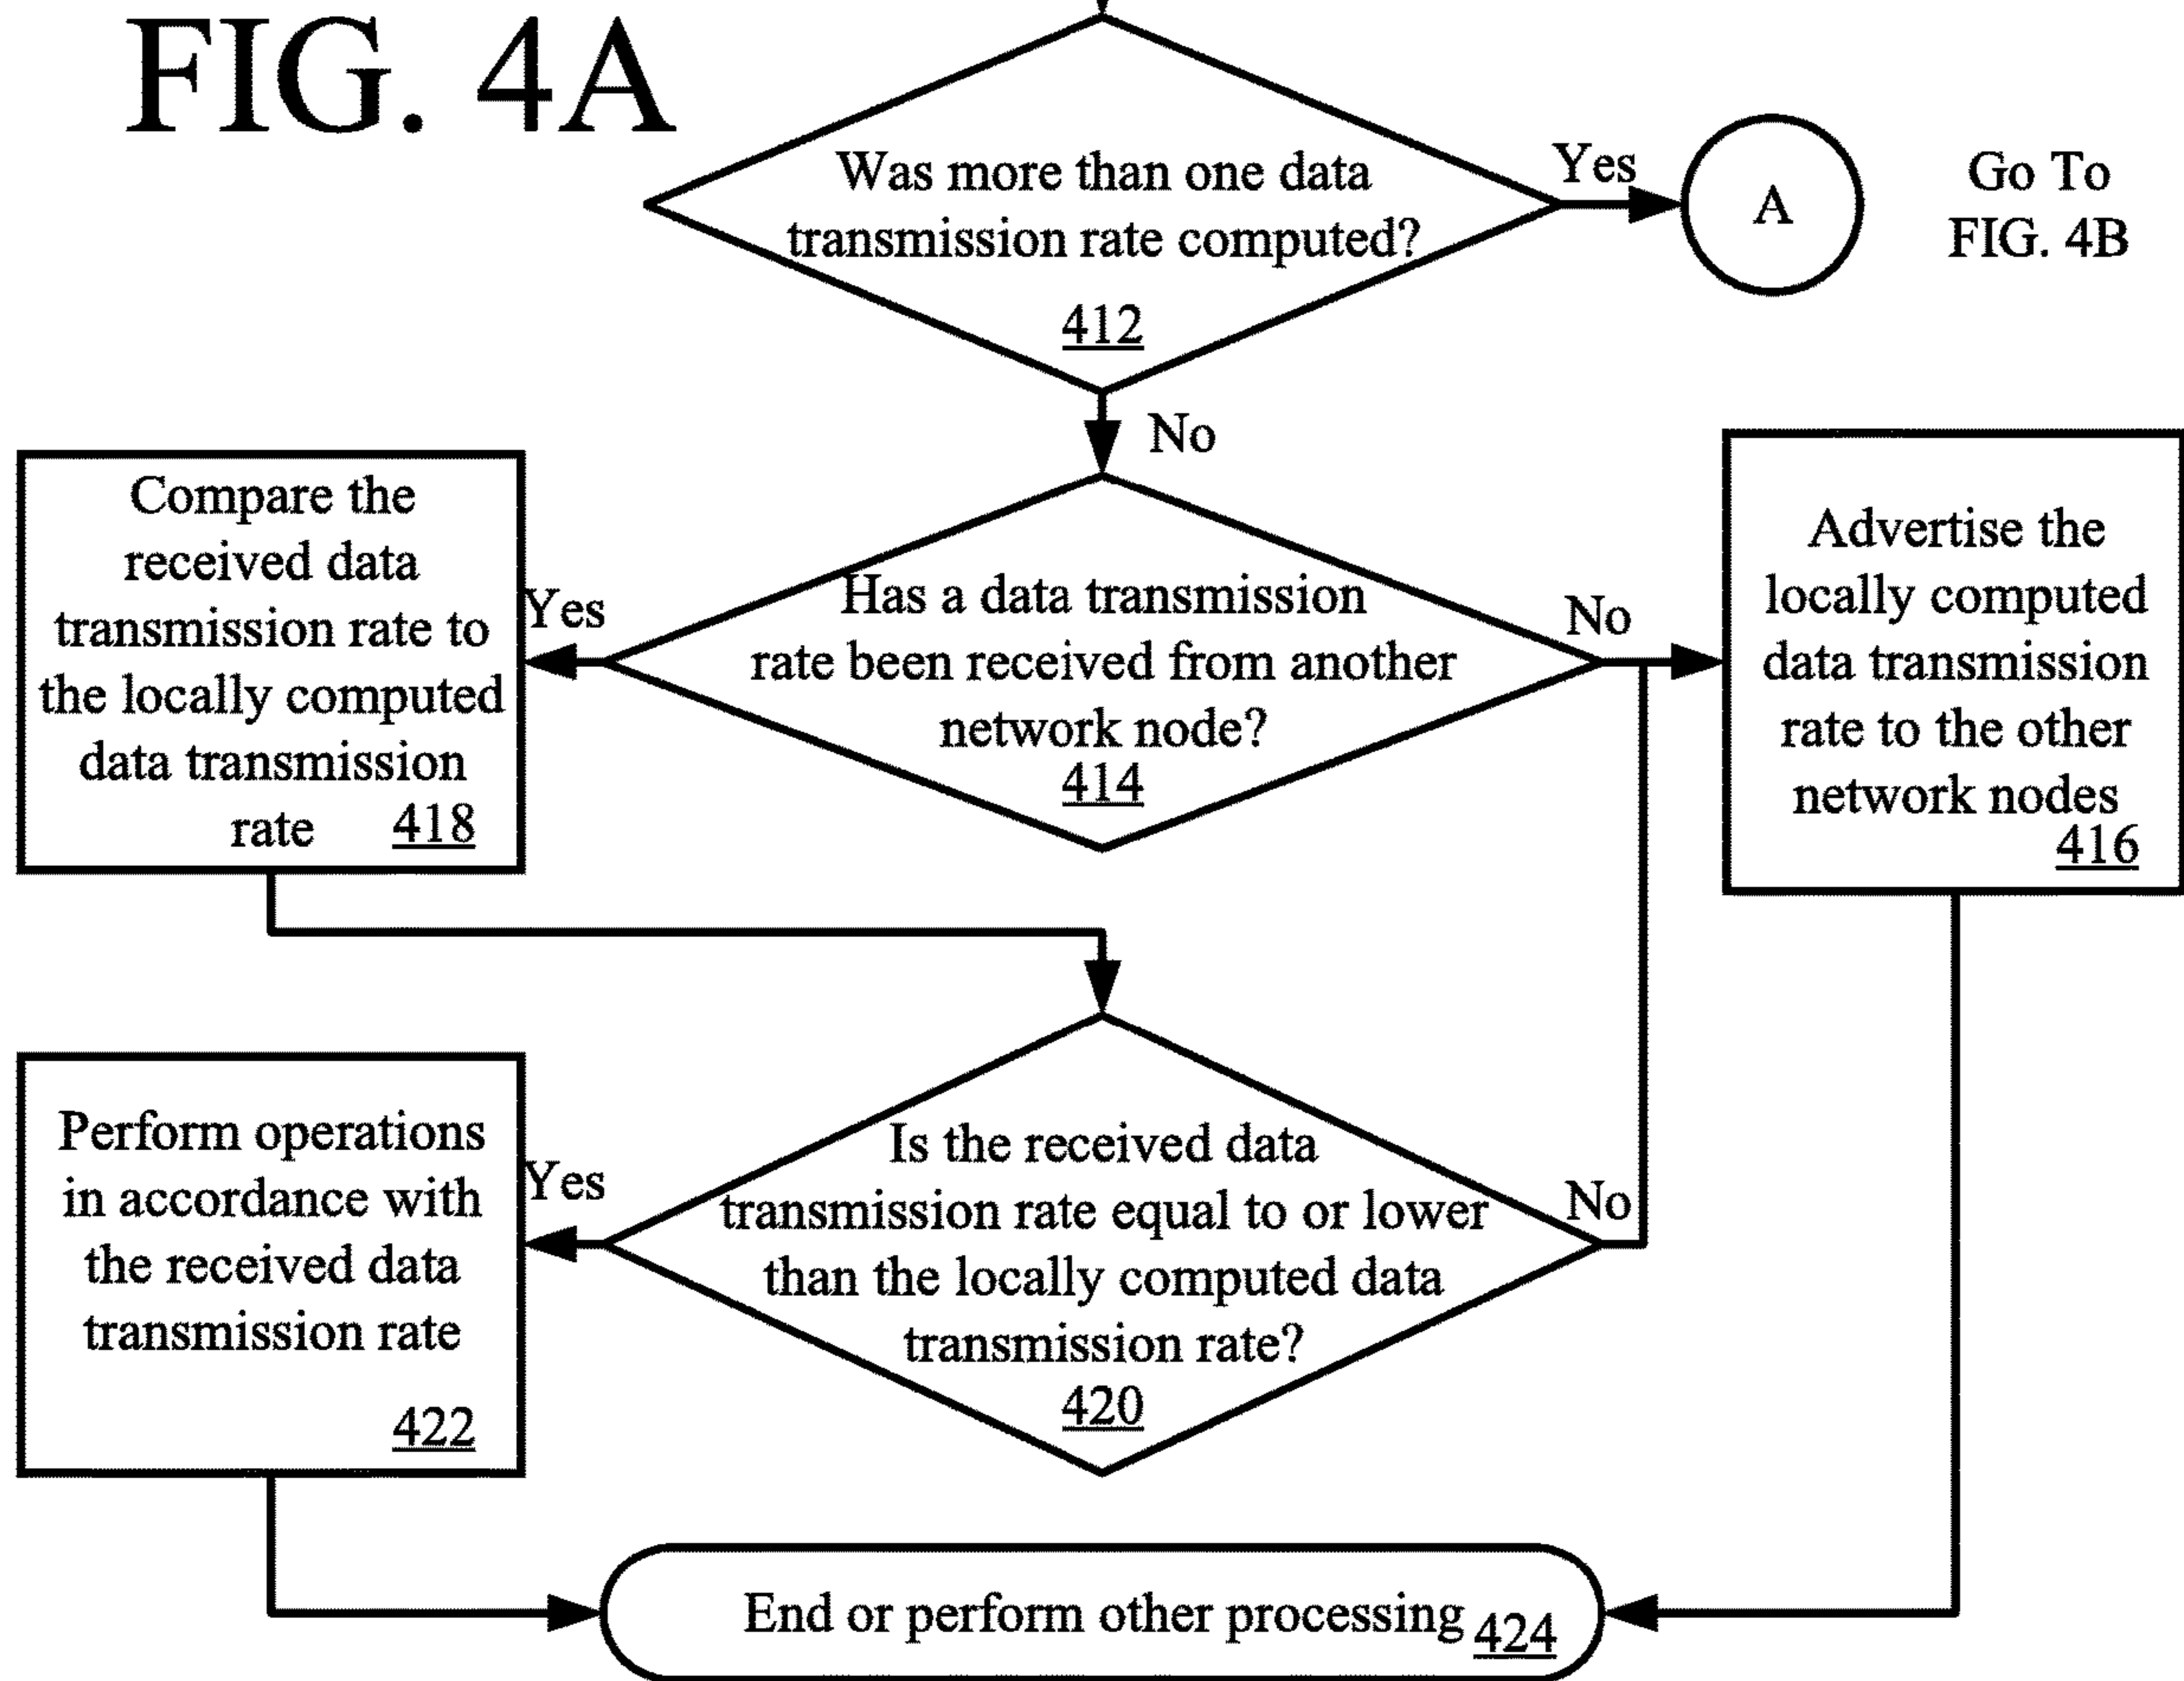 FIG. 4A
Was more than one data
transmission rate computed?
412
Yes
A
Go To
FIG. 4B
No
Compare the
received data
transmission rate to
the locally computed
data transmission
rate 418
Yes
Has a data transmission
rate been received from another
network node?
414
No
Advertise the
locally computed
data transmission
rate to the other
network nodes
416
Perform operations
in accordance with
the received data
transmission rate
422
Yes
Is the received data
transmission rate equal to or lower
than the locally computed data
transmission rate?
420
No
End or perform other processing 424